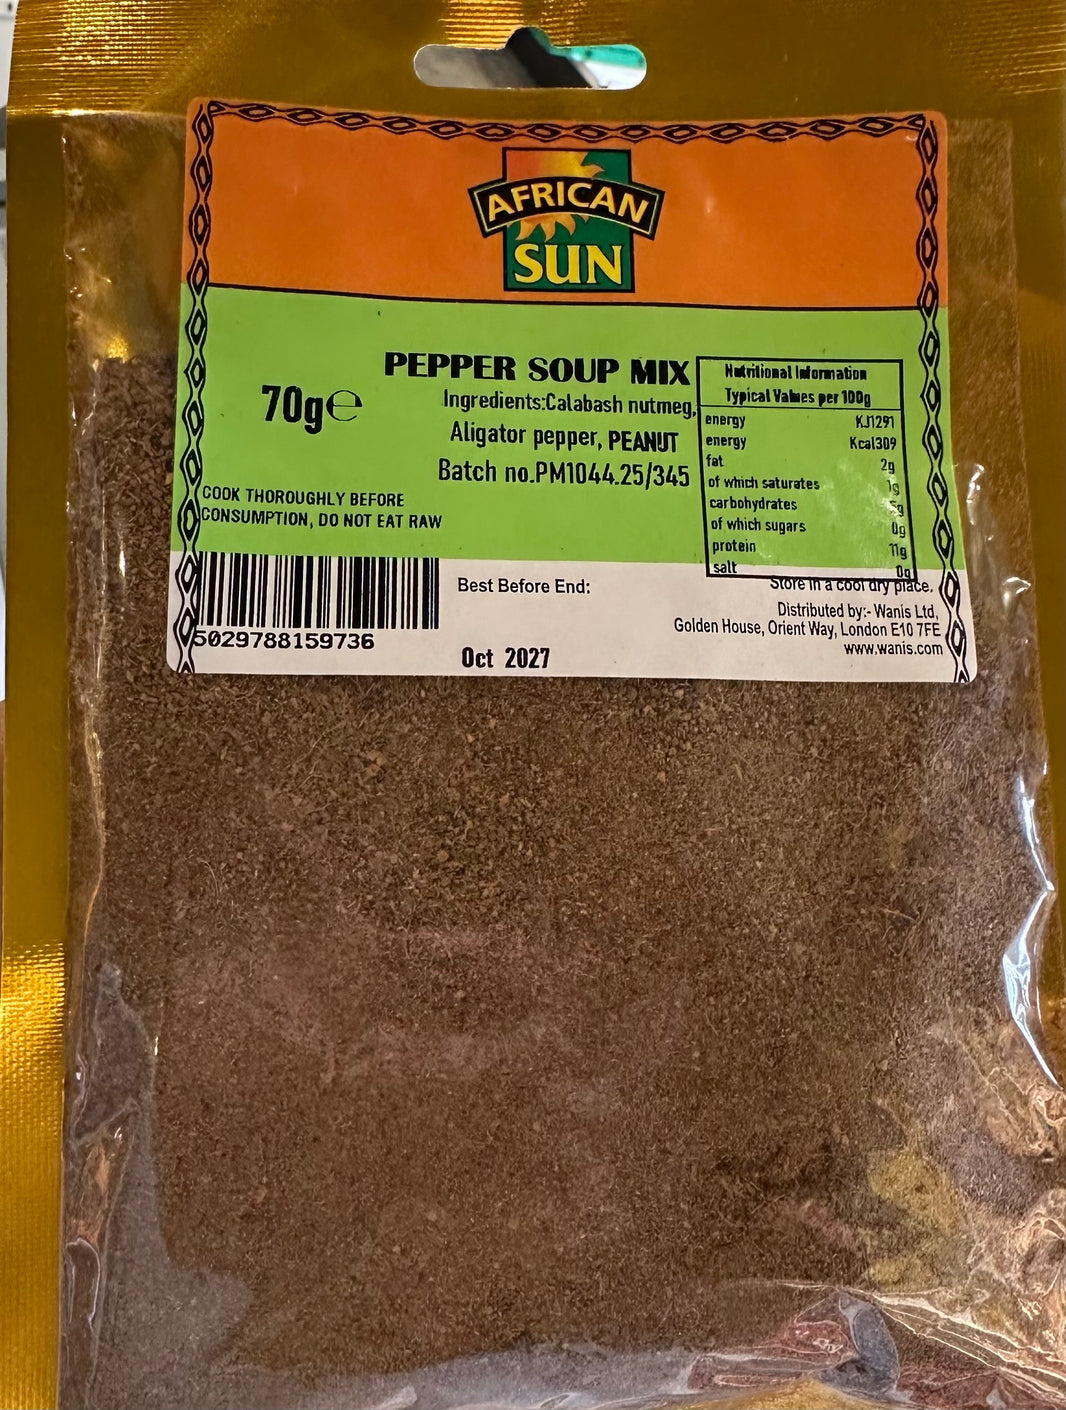 AFRICAN
SUN
PEPPER SOUP MIX
70g℮
Ingredients:Calabash nutmeg,
Aligator pepper, PEANUT
Batch no.PM1044.25/345
COOK THOROUGHLY BEFORE
CONSUMPTION, DO NOT EAT RAW
Nutritional Information
Typical Values per 100g
energy KJ1291
energy Kcal309
fat 2g
of which saturates 1g
carbohydrates 5g
of which sugars 0g
protein 11g
salt 0g
5029788159736
Best Before End:
Oct 2027
Store in a cool dry place.
Distributed by:- Wanis Ltd,
Golden House, Orient Way, London E10 7FE
www.wanis.com